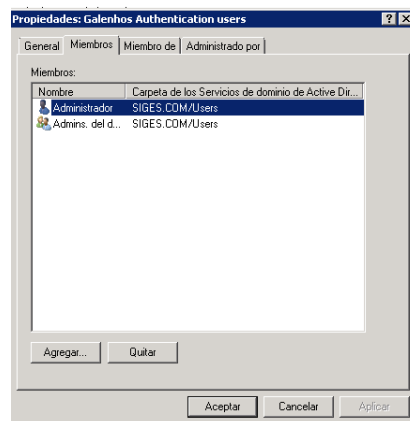 Propiedades: Galenhos Authentication users
General Miembros Miembro de Administrado por
Miembros:
Nombre Carpeta de los Servicios de dominio de Active Dir...
Administrador SIGES.COM/Users
Admins. del d... SIGES.COM/Users
Agregar... Quitar
Aceptar Cancelar Aplicar